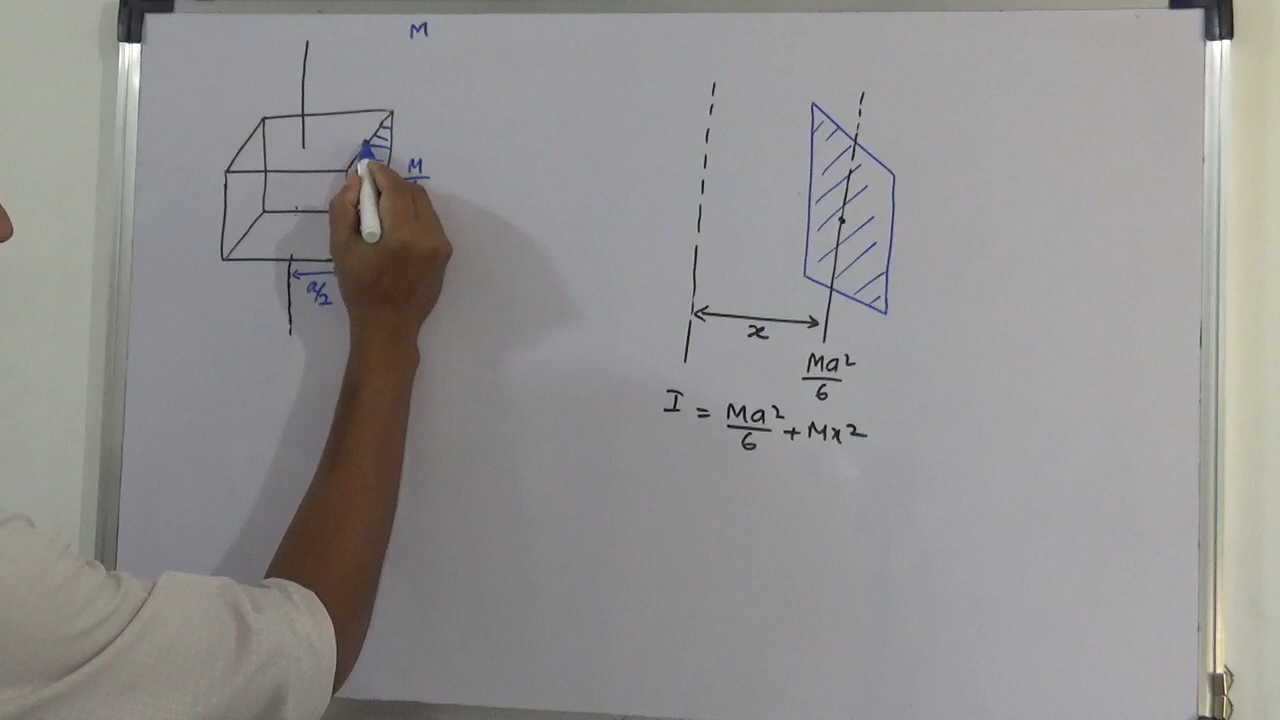 M
M
a/2
x
Ma²/6
I = Ma²/6 + Mx²